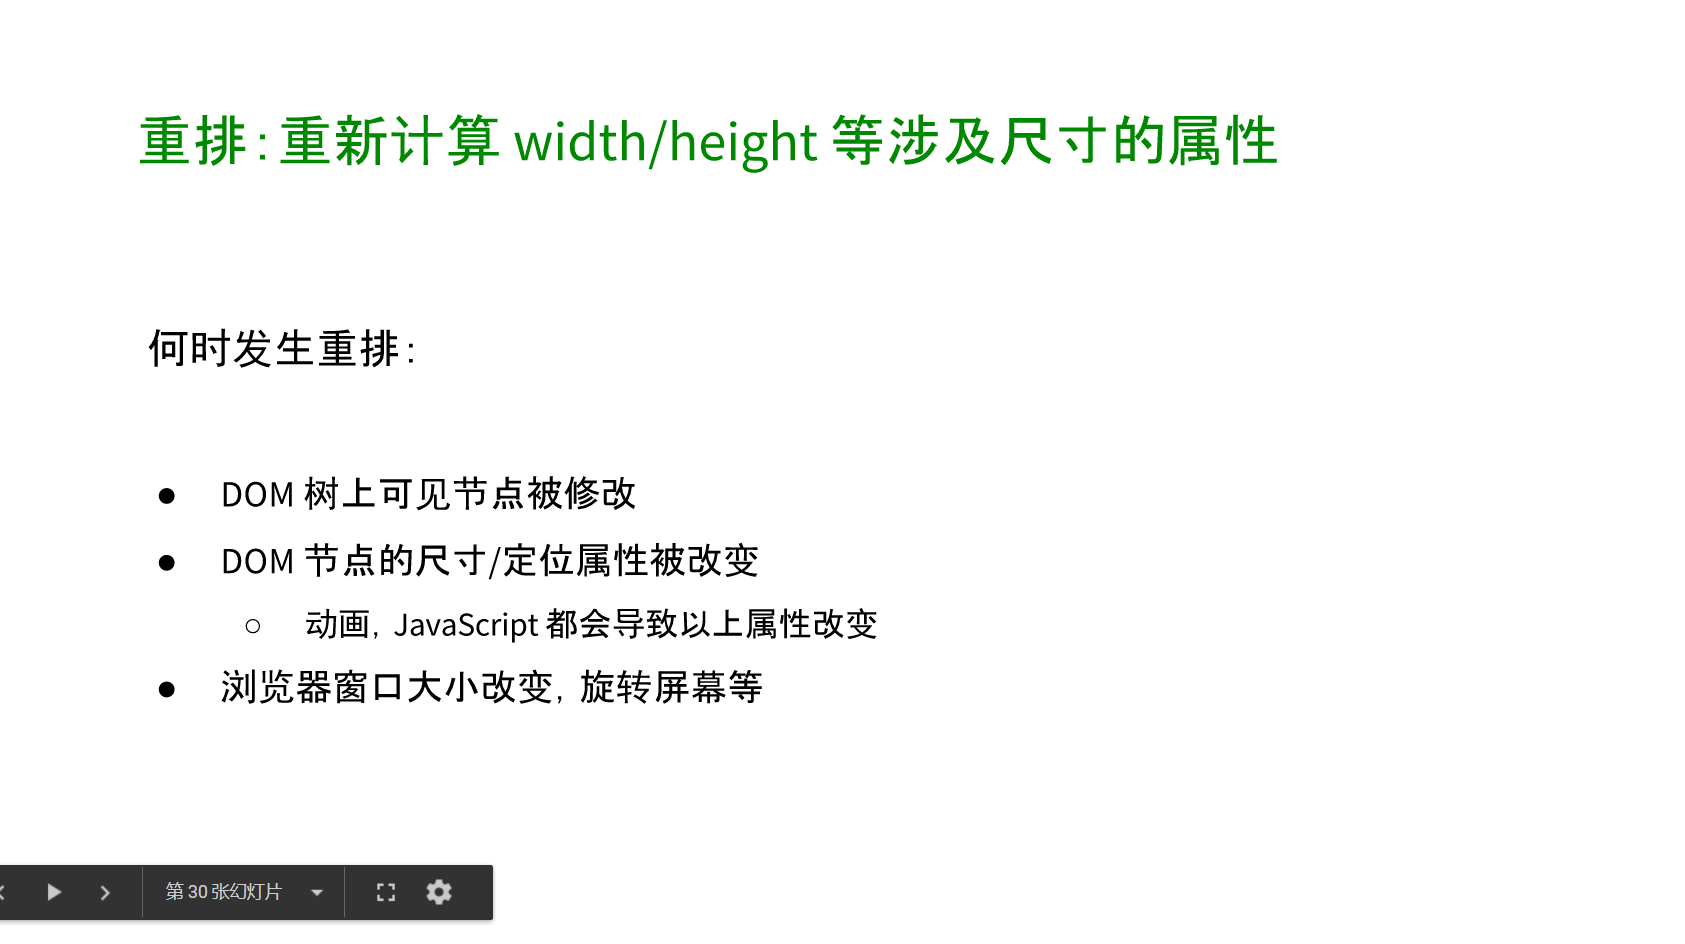 重排：重新计算 width/height 等涉及尺寸的属性
何时发生重排：
● DOM 树上可见节点被修改
● DOM 节点的尺寸/定位属性被改变
○ 动画，JavaScript 都会导致以上属性改变
● 浏览器窗口大小改变，旋转屏幕等
第 30 张幻灯片